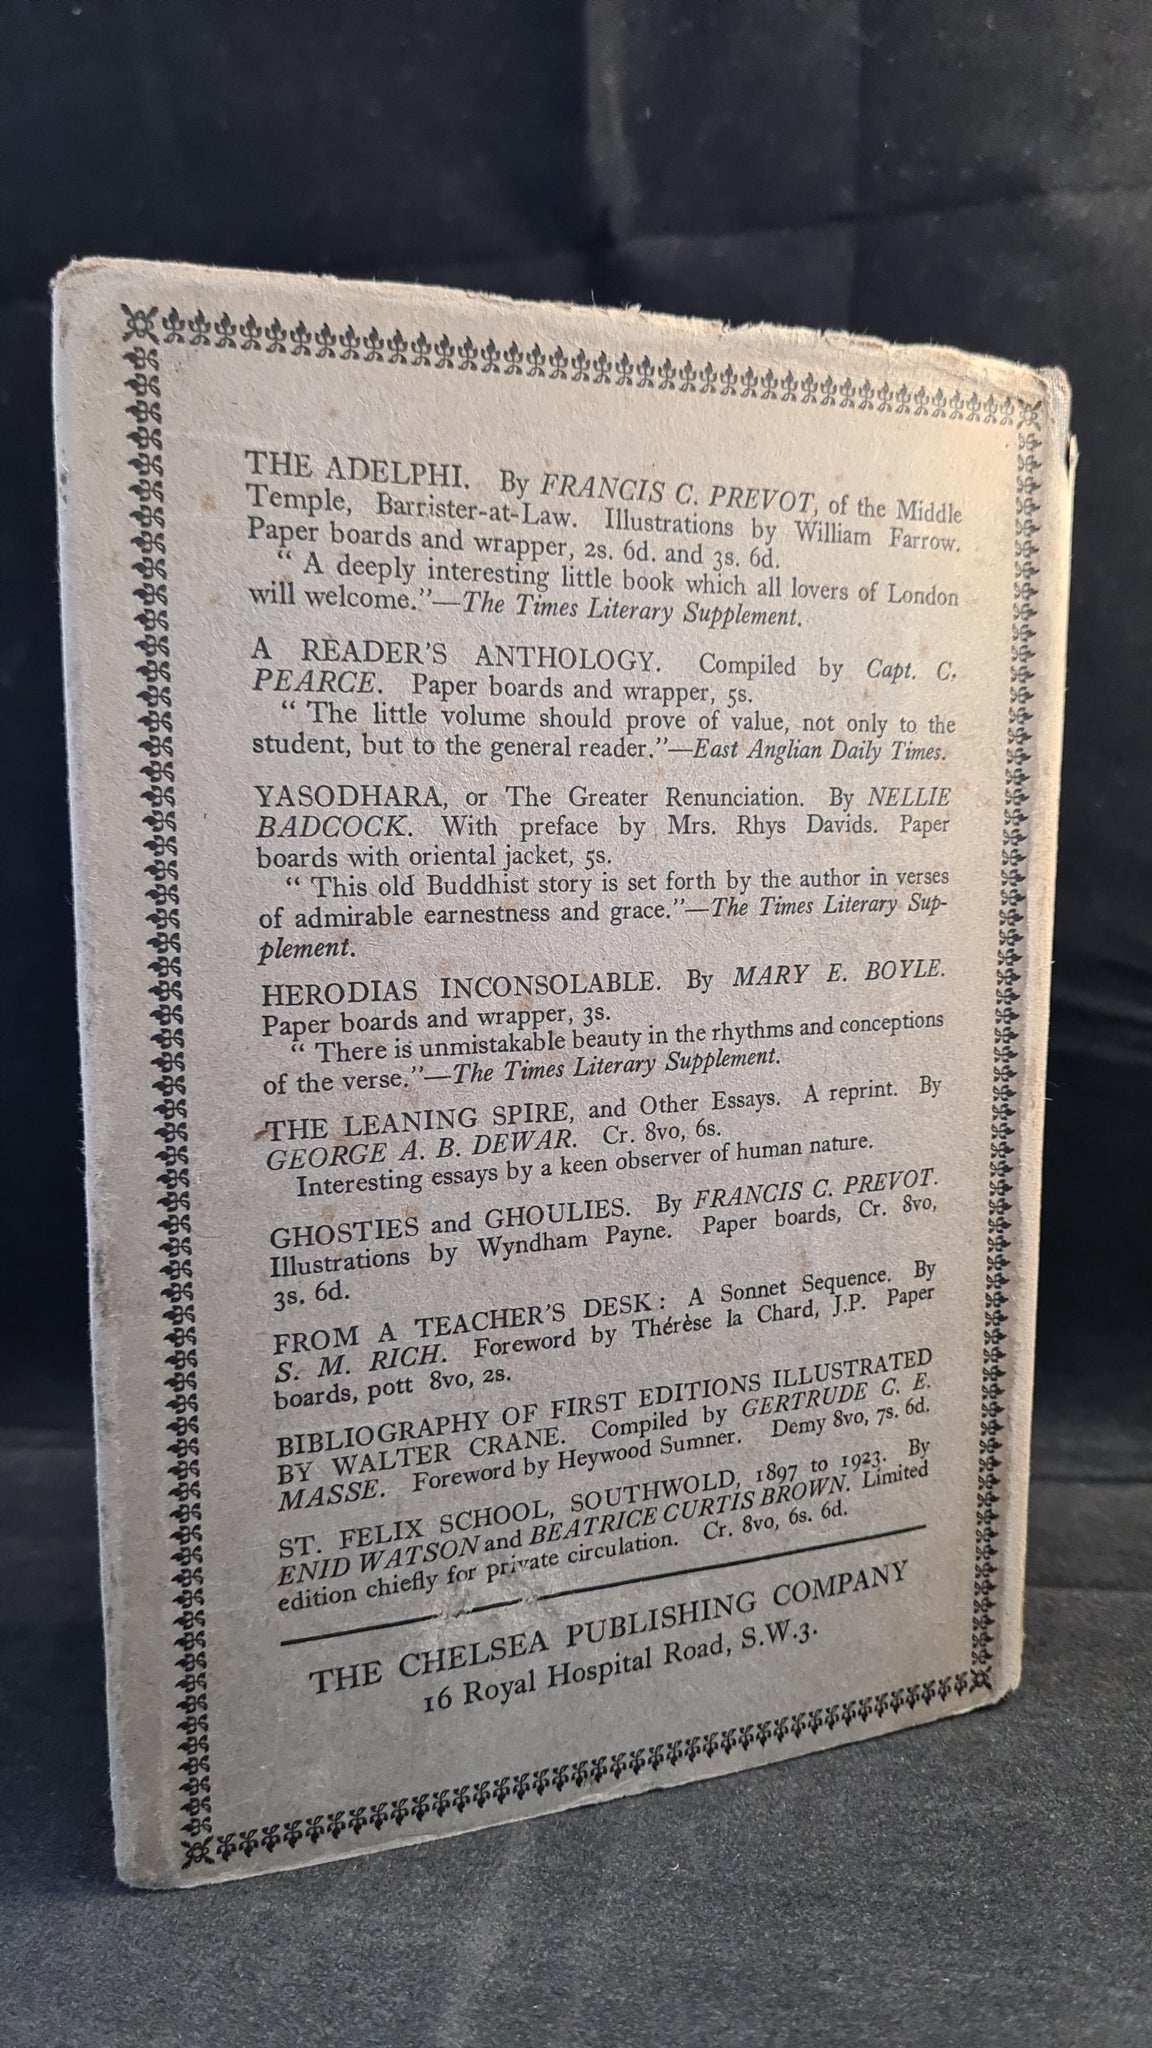 THE ADELPHI. By FRANCIS C. PREVOT, of the Middle
Temple, Barrister-at-Law. Illustrations by William Farrow.
Paper boards and wrapper, 2s. 6d. and 3s. 6d.
" A deeply interesting little book which all lovers of London
will welcome."—The Times Literary Supplement.
A READER'S ANTHOLOGY. Compiled by Capt. C.
PEARCE. Paper boards and wrapper, 5s.
" The little volume should prove of value, not only to the
student, but to the general reader."—East Anglian Daily Times.
YASODHARA, or The Greater Renunciation. By NELLIE
BADCOCK. With preface by Mrs. Rhys Davids. Paper
boards with oriental jacket, 5s.
" This old Buddhist story is set forth by the author in verses
of admirable earnestness and grace."—The Times Literary Sup-
plement.
HERODIAS INCONSOLABLE. By MARY E. BOYLE.
Paper boards and wrapper, 3s.
" There is unmistakable beauty in the rhythms and conceptions
of the verse."—The Times Literary Supplement.
THE LEANING SPIRE, and Other Essays. A reprint. By
GEORGE A. B. DEWAR. Cr. 8vo, 6s.
Interesting essays by a keen observer of human nature.
GHOSTIES and GHOULIES. By FRANCIS C. PREVOT.
Illustrations by Wyndham Payne. Paper boards, Cr. 8vo,
3s. 6d.
FROM A TEACHER'S DESK: A Sonnet Sequence. By
S. M. RICH. Foreword by Thérèse la Chard, J.P. Paper
boards, pott 8vo, 2s.
BIBLIOGRAPHY OF FIRST EDITIONS ILLUSTRATED
BY WALTER CRANE. Compiled by GERTRUDE C. E.
MASSE. Foreword by Heywood Sumner. Demy 8vo, 7s. 6d.
ST. FELIX SCHOOL, SOUTHWOLD, 1897 to 1923. By
ENID WATSON and BEATRICE CURTIS BROWN. Limited
edition chiefly for private circulation. Cr. 8vo, 6s. 6d.
THE CHELSEA PUBLISHING COMPANY
16 Royal Hospital Road, S.W.3.